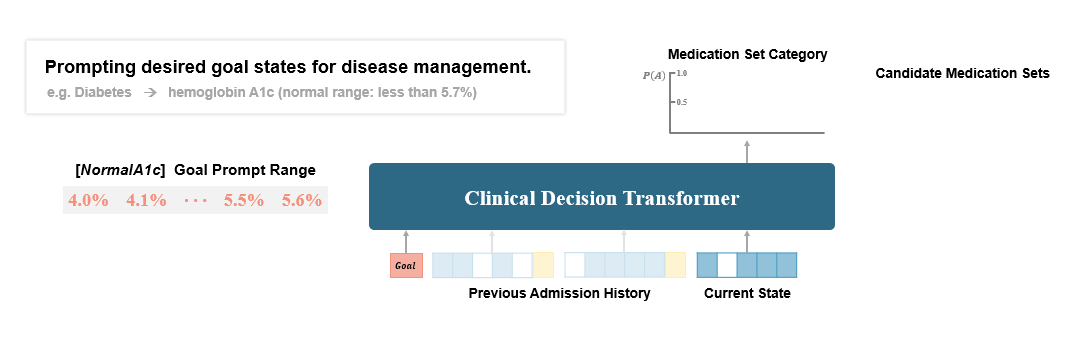 Prompting desired goal states for disease management.
e.g. Diabetes → hemoglobin A1c (normal range: less than 5.7%)
Medication Set Category
P(A)
1.0
0.5
Candidate Medication Sets
[NormalA1c] Goal Prompt Range
4.0% 4.1% ··· 5.5% 5.6%
Clinical Decision Transformer
Goal
Previous Admission History
Current State